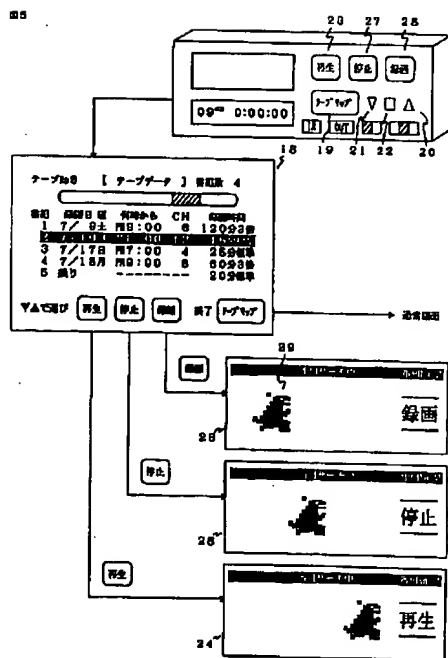 図5
26 27 28
再生 停止 録画
テープマップ ▽ □ △
09 0:00:00
OUT
19 21 22 20
18
テープNo8 [ テープデータ ] 番組数 4
番組 録画日 曜 何時から CH 録画時間
1 7/ 9土 PM9:00 6 120分3倍
3 7/17日 PM7:00 4 25分標準
4 7/18月 PM9:00 8 60分3倍
5 残り ---------- 20分標準
▽△で選び 再生 停止 録画 終了 テープマップ
通常画面
録画
29
録画
停止
停止
25
再生
再生
24